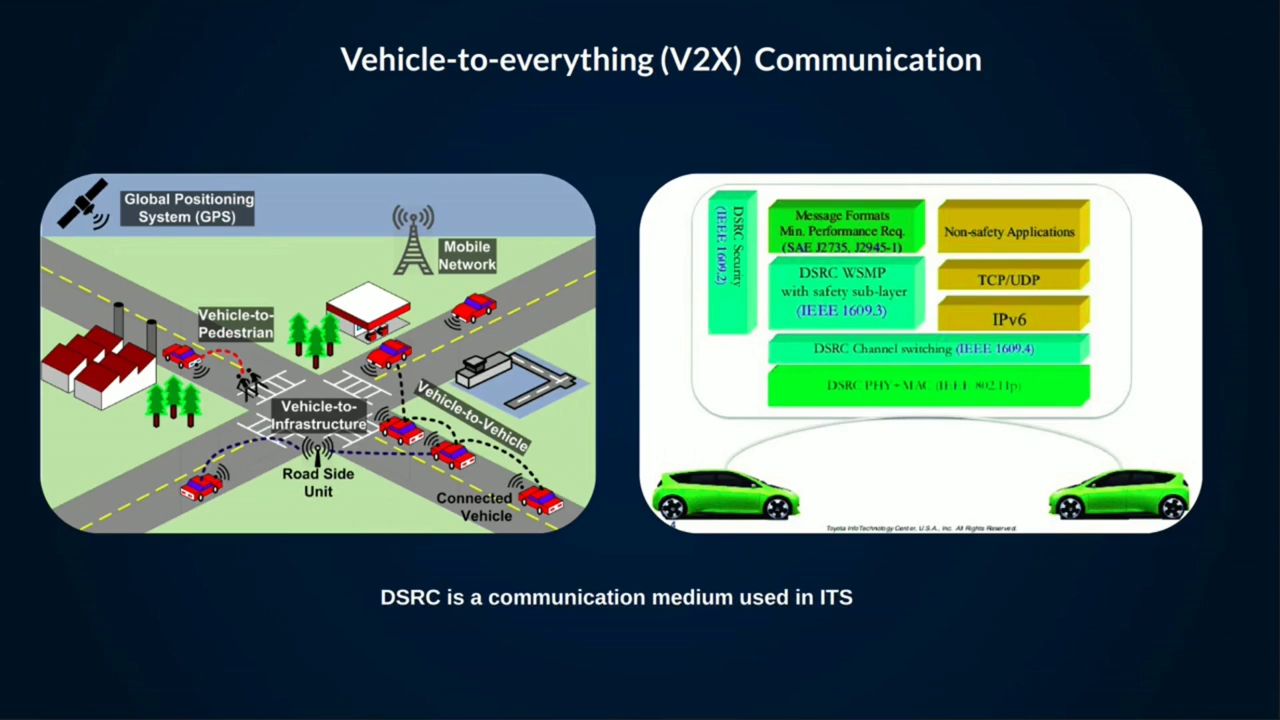 Vehicle-to-everything (V2X) Communication
Global Positioning
System (GPS)
Mobile
Network
Vehicle-to-
Pedestrian
Vehicle-to-
Infrastructure
Vehicle-to-Vehicle
Road Side
Unit
Connected
Vehicle
DSRC Security
(IEEE 1609.2)
Message Formats
Min. Performance Req.
(SAE J2735, J2945-1)
Non-safety Applications
DSRC WSMP
with safety sub-layer
(IEEE 1609.3)
TCP/UDP
IPv6
DSRC Channel switching (IEEE 1609.4)
DSRC PHY+MAC (IEEE 802.11p)
4
Toyota InfoTechnology Center, U.S.A., Inc. All Rights Reserved.
DSRC is a communication medium used in ITS